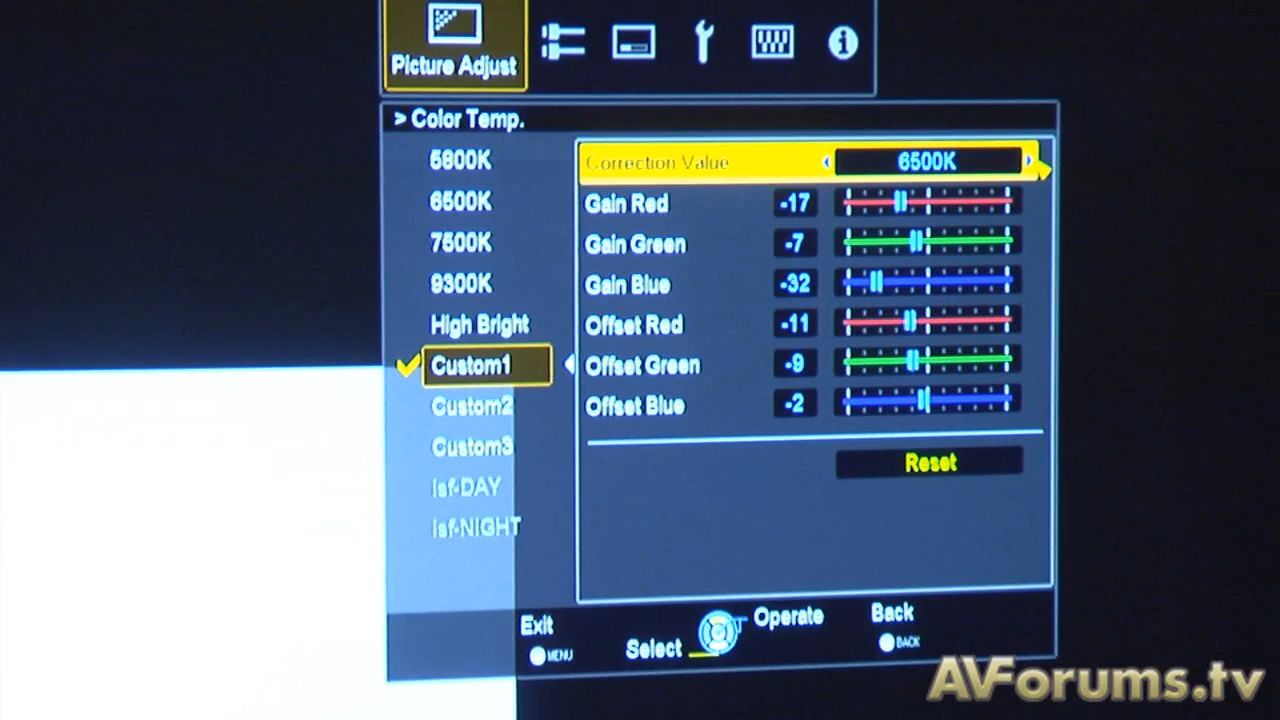 Picture Adjust
> Color Temp.
5800K
6500K
7500K
9300K
High Bright
Custom1
Custom2
Custom3
isf-DAY
isf-NIGHT
Correction Value 6500K
Gain Red -17
Gain Green -7
Gain Blue -32
Offset Red -11
Offset Green -9
Offset Blue -2
Reset
Exit
MENU
Select
Operate
Back
BACK
AVForums.tv